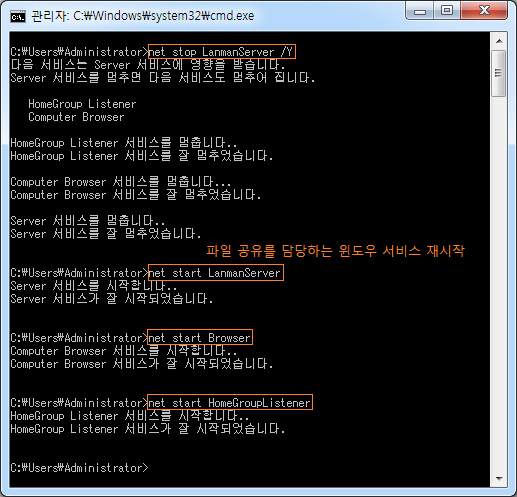 관리자: C:₩Windows₩system32₩cmd.exe
C:₩Users₩Administrator>net stop LanmanServer /Y
다음 서비스는 Server 서비스에 영향을 받습니다.
Server 서비스를 멈추면 다음 서비스도 멈추어 집니다.
HomeGroup Listener
Computer Browser
HomeGroup Listener 서비스를 멈춥니다..
HomeGroup Listener 서비스를 잘 멈추었습니다.
Computer Browser 서비스를 멈춥니다...
Computer Browser 서비스를 잘 멈추었습니다.
Server 서비스를 멈춥니다..
Server 서비스를 잘 멈추었습니다.
파일 공유를 담당하는 윈도우 서비스 재시작
C:₩Users₩Administrator>net start LanmanServer
Server 서비스를 시작합니다..
Server 서비스가 잘 시작되었습니다.
C:₩Users₩Administrator>net start Browser
Computer Browser 서비스를 시작합니다..
Computer Browser 서비스가 잘 시작되었습니다.
C:₩Users₩Administrator>net start HomeGroupListener
HomeGroup Listener 서비스를 시작합니다..
HomeGroup Listener 서비스가 잘 시작되었습니다.
C:₩Users₩Administrator>